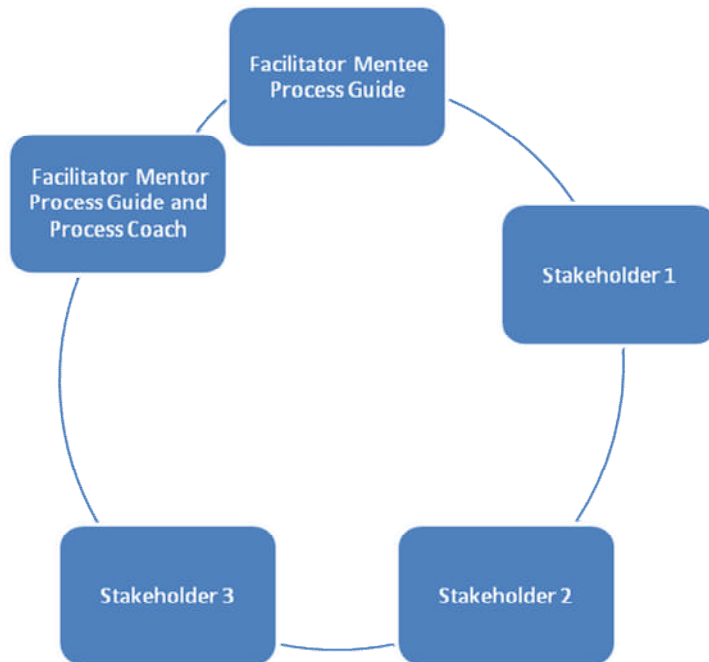 Facilitator Mentee
Process Guide
Facilitator Mentor
Process Guide and
Process Coach
Stakeholder 1
Stakeholder 3
Stakeholder 2